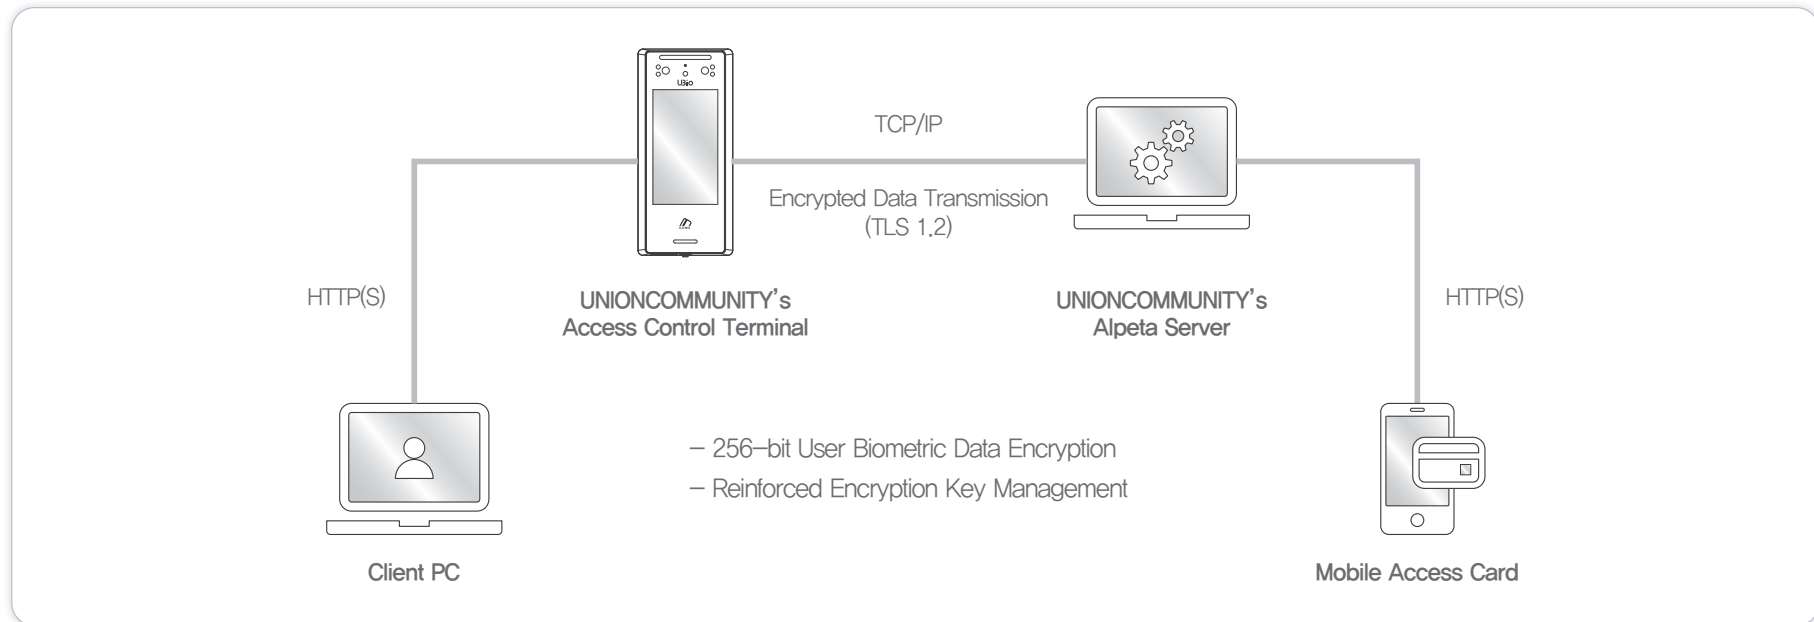 UBio
TCP/IP
Encrypted Data Transmission
(TLS 1.2)
HTTP(S)
UNIONCOMMUNITY's
Access Control Terminal
UNIONCOMMUNITY's
Alpeta Server
HTTP(S)
– 256–bit User Biometric Data Encryption
– Reinforced Encryption Key Management
Client PC
Mobile Access Card